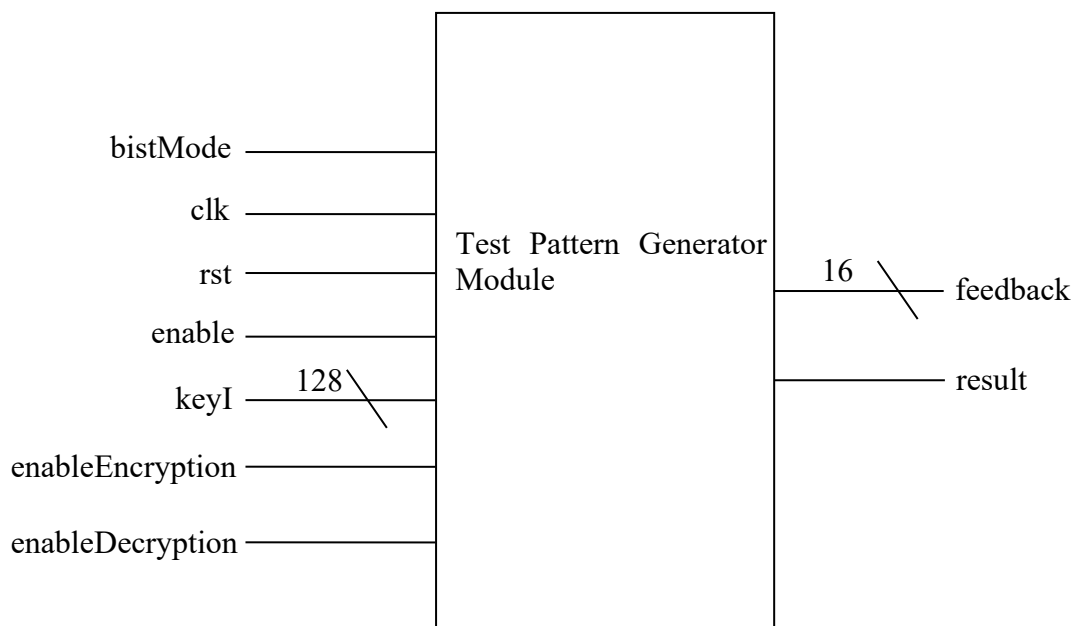 bistMode
clk
rst
enable
128
keyI
enableEncryption
enableDecryption
Test Pattern Generator
Module
16
feedback
result